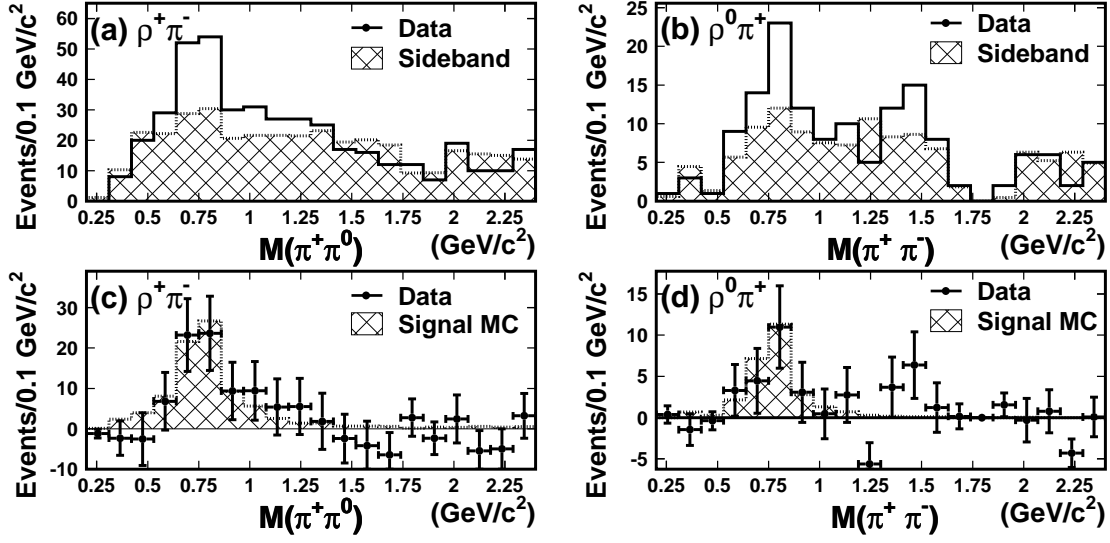 (a) ρ⁺π⁻
Data
Sideband
Events/0.1 GeV/c²
60
50
40
30
20
10
0
0.25 0.5 0.75 1 1.25 1.5 1.75 2 2.25
M(π⁺π⁰) (GeV/c²)
(b) ρ⁰π⁺
Data
Sideband
Events/0.1 GeV/c²
25
20
15
10
5
0
0.25 0.5 0.75 1 1.25 1.5 1.75 2 2.25
M(π⁺ π⁻) (GeV/c²)
(c) ρ⁺π⁻
Data
Signal MC
Events/0.1 GeV/c²
30
20
10
0
-10
0.25 0.5 0.75 1 1.25 1.5 1.75 2 2.25
M(π⁺π⁰) (GeV/c²)
(d) ρ⁰π⁺
Data
Signal MC
Events/0.1 GeV/c²
15
10
5
0
-5
0.25 0.5 0.75 1 1.25 1.5 1.75 2 2.25
M(π⁺ π⁻) (GeV/c²)